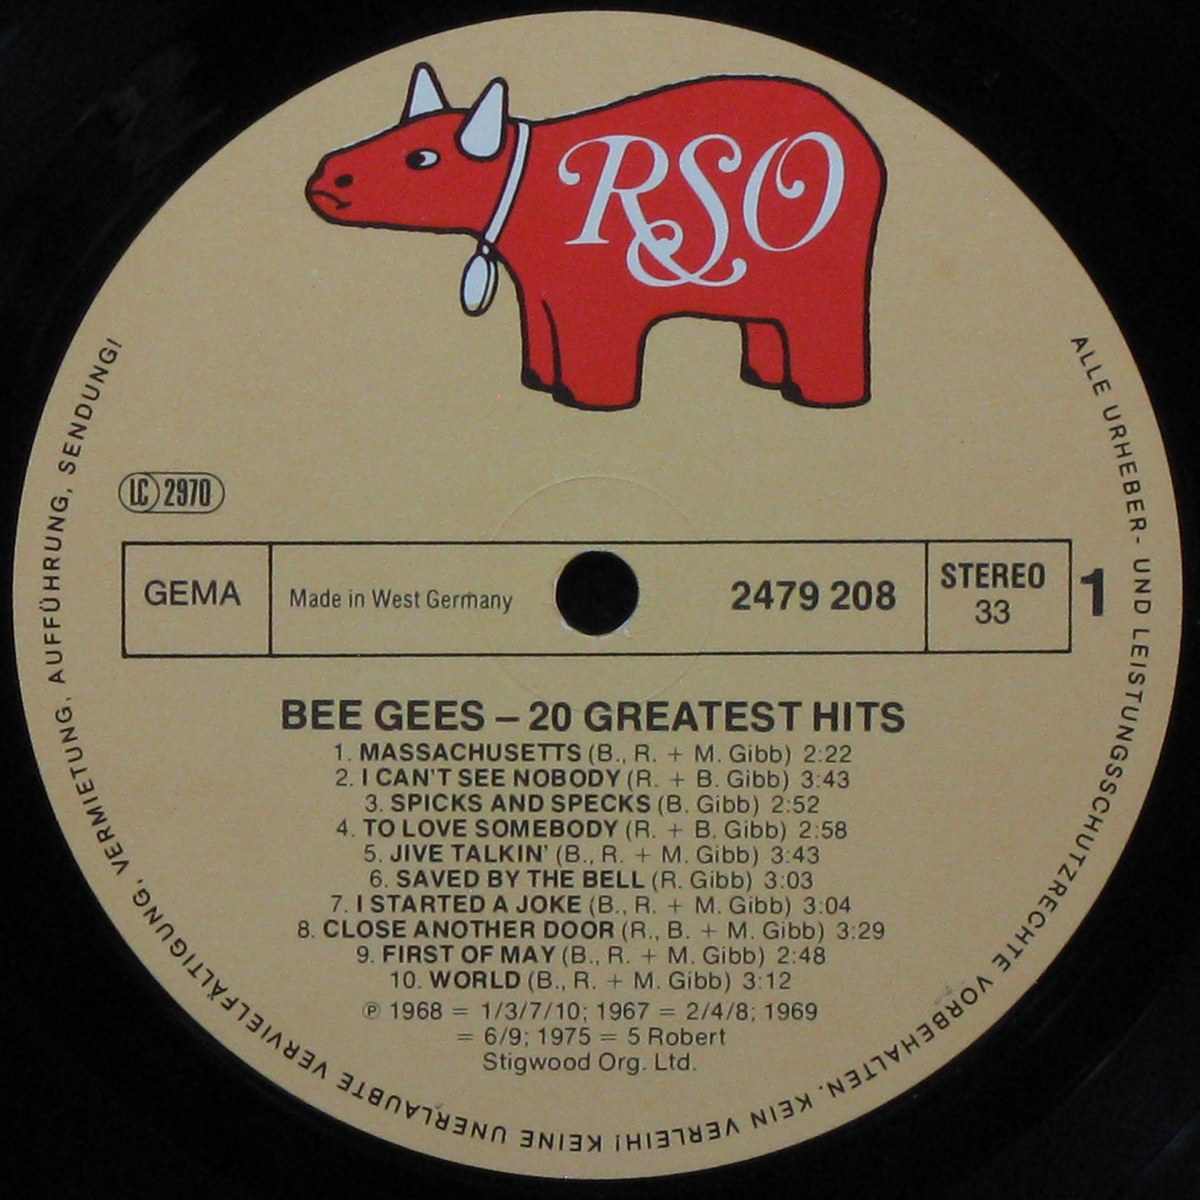 R&SO
LC 2970
GEMA
Made in West Germany
2479 208
STEREO
33
1
BEE GEES – 20 GREATEST HITS
1. MASSACHUSETTS (B., R. + M. Gibb) 2:22
2. I CAN'T SEE NOBODY (R. + B. Gibb) 3:43
3. SPICKS AND SPECKS (B. Gibb) 2:52
4. TO LOVE SOMEBODY (R. + B. Gibb) 2:58
5. JIVE TALKIN' (B., R. + M. Gibb) 3:43
6. SAVED BY THE BELL (R. Gibb) 3:03
7. I STARTED A JOKE (B., R. + M. Gibb) 3:04
8. CLOSE ANOTHER DOOR (R., B. + M. Gibb) 3:29
9. FIRST OF MAY (B., R. + M. Gibb) 2:48
10. WORLD (B., R. + M. Gibb) 3:12
℗ 1968 = 1/3/7/10; 1967 = 2/4/8; 1969
= 6/9; 1975 = 5 Robert
Stigwood Org. Ltd.
ALLE URHEBER- UND LEISTUNGSSCHUTZRECHTE VORBEHALTEN. KEIN VERLEIH! KEINE UNERLAUBTE VERVIELFÄLTIGUNG, VERMIETUNG, AUFFÜHRUNG, SENDUNG!